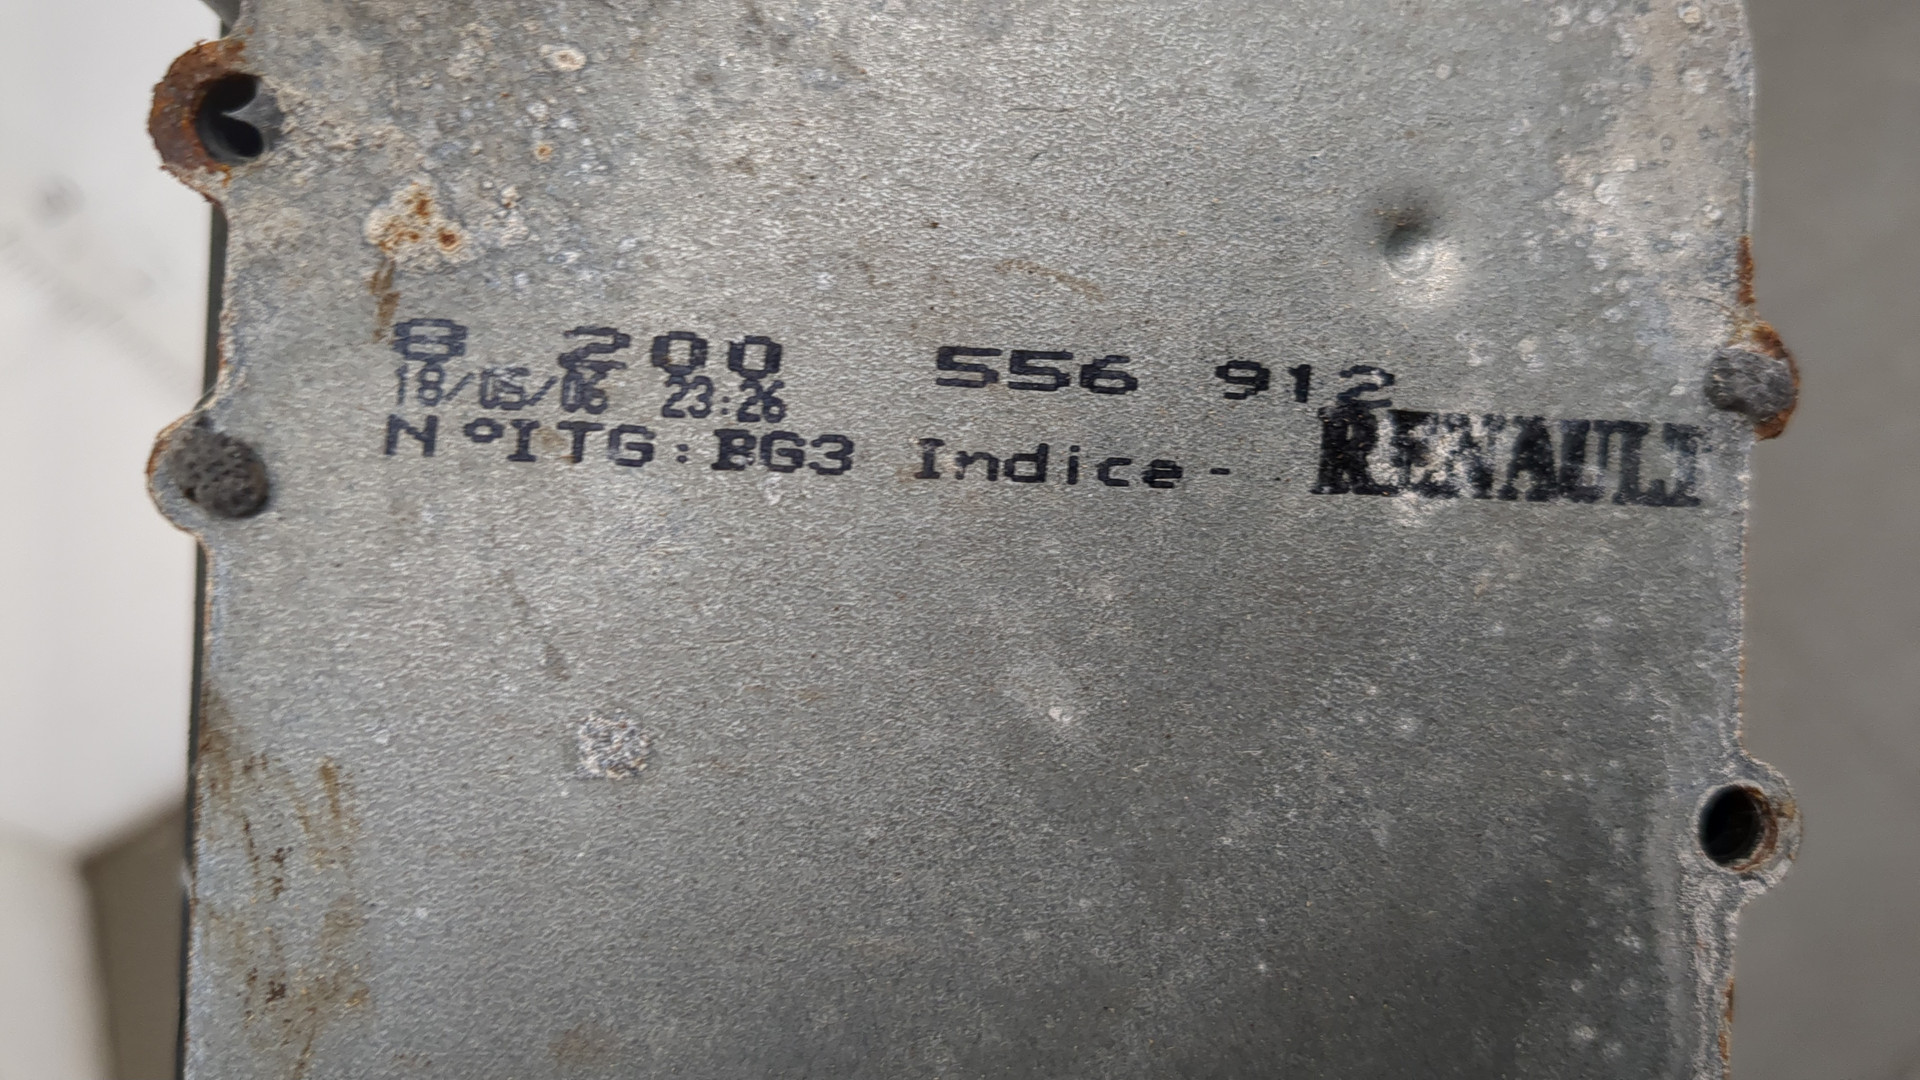 8 200 556 912
18/05/06 23:26
N°ITG:BG3 Indice - RENAULT